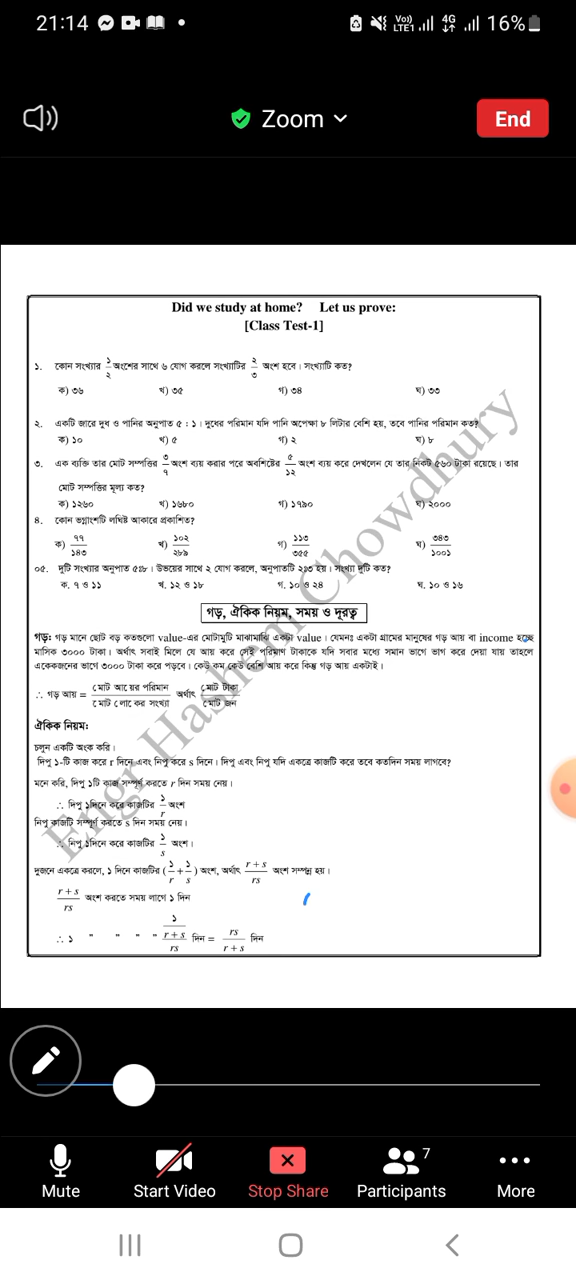 21:14
Vo)) LTE1 4G 16%
Zoom
End
Did we study at home? Let us prove:
[Class Test-1]
১. কোন সংখ্যার ১/২ অংশের সাথে ৬ যোগ করলে সংখ্যাটির ২/৩ অংশ হবে। সংখ্যাটি কত?
ক) ৩৬ খ) ৩৫ গ) ৩৪ ঘ) ৩৩
২. একটি জারে দুধ ও পানির অনুপাত ৫ : ১। দুধের পরিমান যদি পানি অপেক্ষা ৮ লিটার বেশি হয়, তবে পানির পরিমান কত?
ক) ১০ খ) ৫ গ) ২ ঘ) ৮
৩. এক ব্যক্তি তার মোট সম্পত্তির ৩/৭ অংশ ব্যয় করার পরে অবশিষ্টের ৫/১২ অংশ ব্যয় করে দেখলেন যে তার নিকট ৫৬০ টাকা রয়েছে। তার
মোট সম্পত্তির মূল্য কত?
ক) ১২৬০ খ) ১৬৮০ গ) ১৭৯০ ঘ) ২০০০
৪. কোন ভগ্নাংশটি লঘিষ্ট আকারে প্রকাশিত?
ক) ৭৭/১৪৩ খ) ১০২/২৮৯ গ) ১১৩/৩৫৫ ঘ) ৩৪৩/১০০১
০৫. দুটি সংখ্যার অনুপাত ৫ঃ৮। উভয়ের সাথে ২ যোগ করলে, অনুপাতটি ২ঃ৩ হয়। সংখ্যা দুটি কত?
ক. ৭ ও ১১ খ. ১২ ও ১৮ গ. ১০ ও ২৪ ঘ. ১০ ও ১৬
গড়, ঐকিক নিয়ম, সময় ও দূরত্ব
গড়ঃ গড় মানে ছোট বড় কতগুলো value-এর মোটামুটি মাঝামাঝি একটা value। যেমনঃ একটা গ্রামের মানুষের গড় আয় বা income হচ্ছে
মাসিক ৩০০০ টাকা। অর্থাৎ সবাই মিলে যে আয় করে সেই পরিমাণ টাকাকে যদি সবার মধ্যে সমান ভাগে ভাগ করে দেয়া যায় তাহলে
একেকজনের ভাগে ৩০০০ টাকা করে পড়বে। কেউ কম কেউ বেশি আয় করে কিন্তু গড় আয় একটাই।
∴ গড় আয় = মোট আয়ের পরিমান/মোট লোকের সংখ্যা অর্থাৎ মোট টাকা/মোট জন
ঐকিক নিয়মঃ
চলুন একটি অংক করি।
দিপু ১-টি কাজ করে r দিনে এবং নিপু করে s দিনে। দিপু এবং নিপু যদি একত্রে কাজটি করে তবে কতদিন সময় লাগবে?
মনে করি, দিপু ১টি কাজ সম্পূর্ণ করতে r দিন সময় নেয়।
∴ দিপু ১দিনে করে কাজটির ১/r অংশ
নিপু কাজটি সম্পূর্ণ করতে s দিন সময় নেয়।
∴ নিপু ১দিনে করে কাজটির ১/s অংশ।
দুজনে একত্রে করলে, ১ দিনে কাজটির (১/r + ১/s) অংশ, অর্থাৎ r + s/rs অংশ সম্পন্ন হয়।
r + s/rs অংশ করতে সময় লাগে ১ দিন
∴ ১ " " " " ১/(r + s/rs) দিন = rs/r + s দিন
Engr Hashem Chowdhury
Mute
Start Video
Stop Share
Participants 7
More